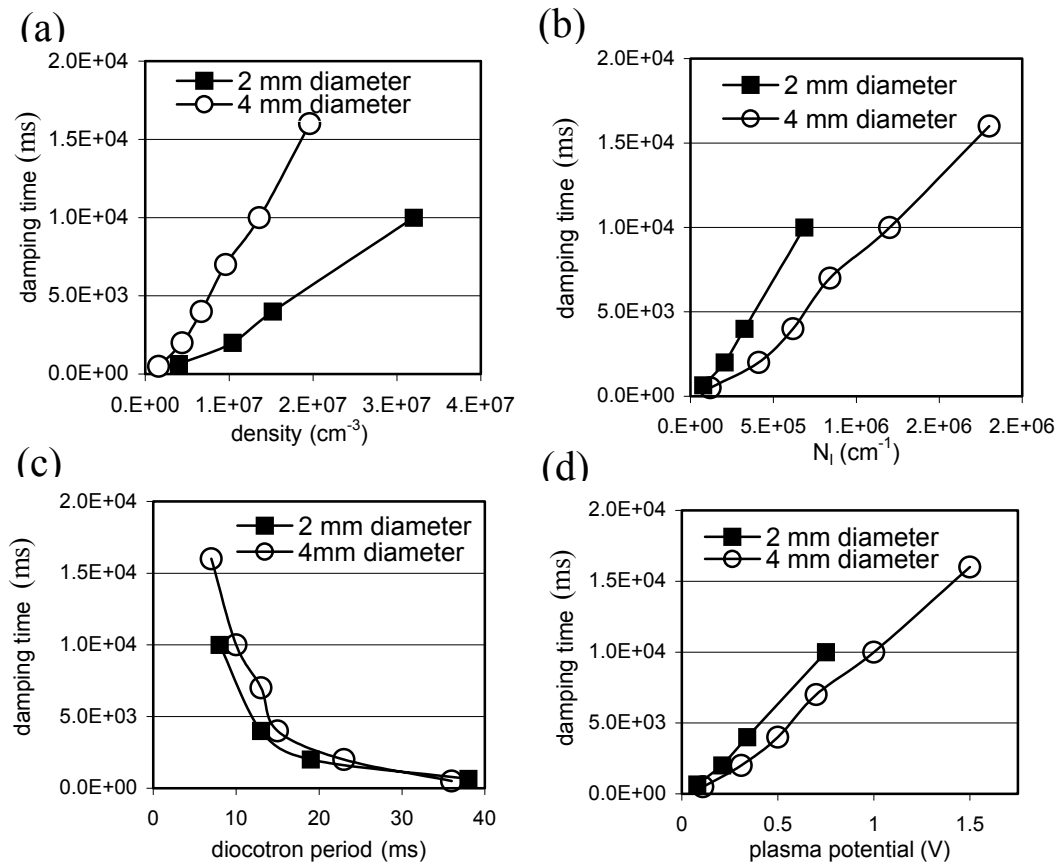 (a)
2.0E+04
1.5E+04
1.0E+04
5.0E+03
0.0E+00
damping time (ms)
2 mm diameter
4 mm diameter
0.E+00 1.E+07 2.E+07 3.E+07 4.E+07
density (cm-3)
(b)
2.0E+04
1.5E+04
1.0E+04
5.0E+03
0.0E+00
damping time (ms)
2 mm diameter
4 mm diameter
0.E+00 5.E+05 1.E+06 2.E+06 2.E+06
Nl (cm-1)
(c)
2.0E+04
1.5E+04
1.0E+04
5.0E+03
0.0E+00
damping time (ms)
2 mm diameter
4mm diameter
0 10 20 30 40
diocotron period (ms)
(d)
2.0E+04
1.5E+04
1.0E+04
5.0E+03
0.0E+00
damping time (ms)
2 mm diameter
4 mm diameter
0 0.5 1 1.5
plasma potential (V)